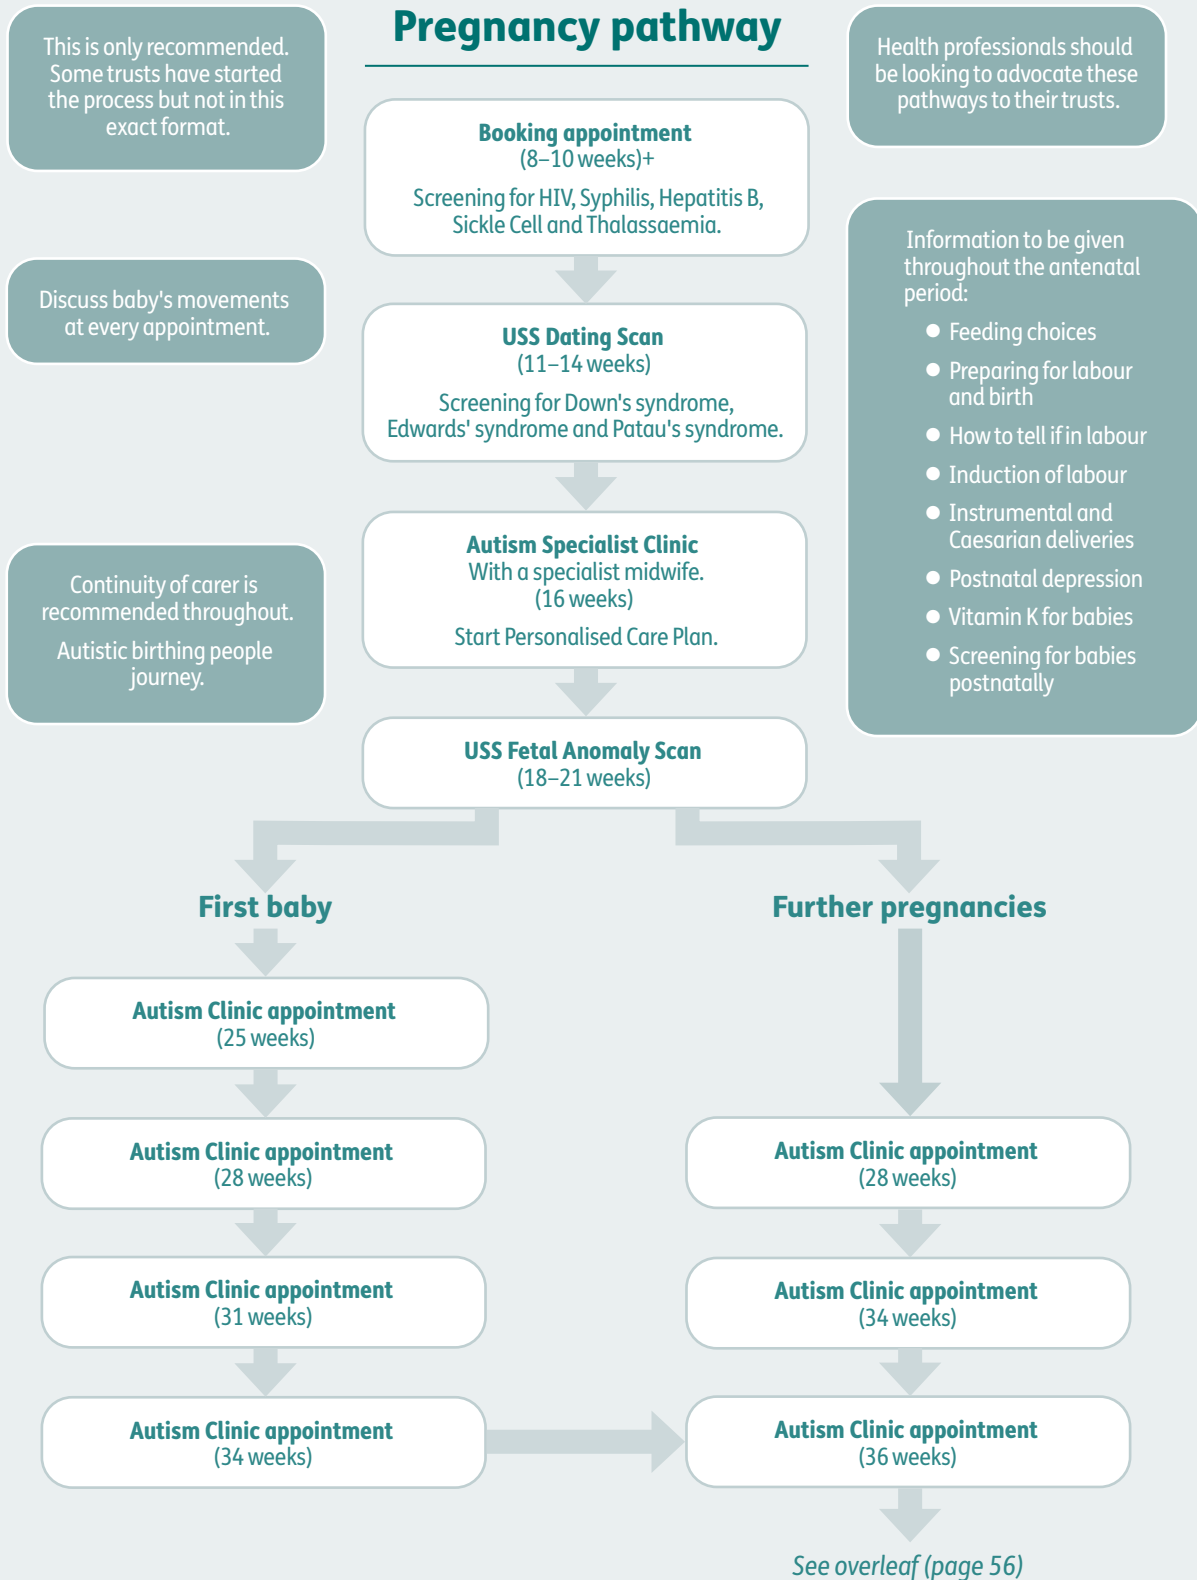 Pregnancy pathway
This is only recommended.
Some trusts have started
the process but not in this
exact format.
Health professionals should
be looking to advocate these
pathways to their trusts.
Booking appointment
(8–10 weeks)+
Screening for HIV, Syphilis, Hepatitis B,
Sickle Cell and Thalassaemia.
Information to be given
throughout the antenatal
period:
● Feeding choices
● Preparing for labour
and birth
● How to tell if in labour
● Induction of labour
● Instrumental and
Caesarian deliveries
● Postnatal depression
● Vitamin K for babies
● Screening for babies
postnatally
Discuss baby's movements
at every appointment.
USS Dating Scan
(11–14 weeks)
Screening for Down's syndrome,
Edwards' syndrome and Patau's syndrome.
Continuity of carer is
recommended throughout.
Autistic birthing people
journey.
Autism Specialist Clinic
With a specialist midwife.
(16 weeks)
Start Personalised Care Plan.
USS Fetal Anomaly Scan
(18–21 weeks)
First baby
Autism Clinic appointment
(25 weeks)
Autism Clinic appointment
(28 weeks)
Autism Clinic appointment
(31 weeks)
Autism Clinic appointment
(34 weeks)
Further pregnancies
Autism Clinic appointment
(28 weeks)
Autism Clinic appointment
(34 weeks)
Autism Clinic appointment
(36 weeks)
See overleaf (page 56)